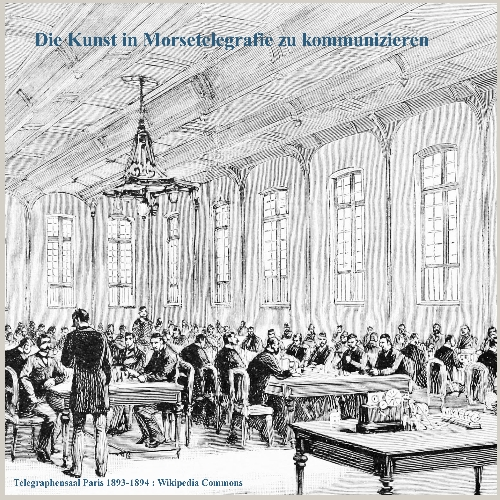 Die Kunst in Morsetelegrafie zu kommunizieren
Telegraphensaal Paris 1893-1894 : Wikipedia Commons